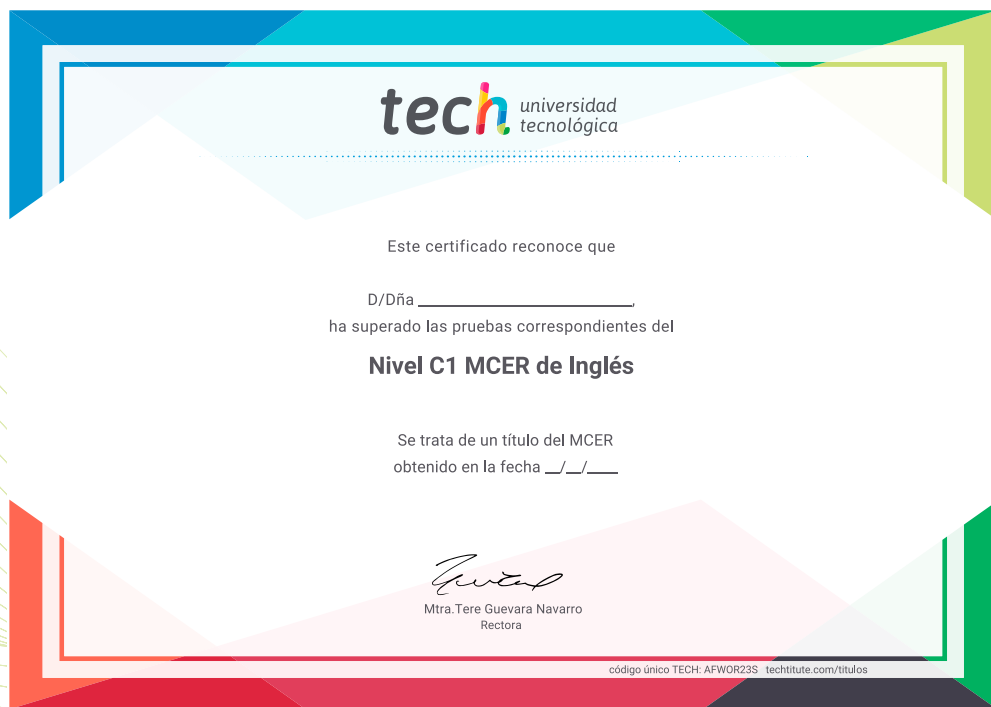 tech universidad
tecnológica
Este certificado reconoce que
D/Dña ____________________,
ha superado las pruebas correspondientes del
Nivel C1 MCER de Inglés
Se trata de un título del MCER
obtenido en la fecha __/__/____
Mtra.Tere Guevara Navarro
Rectora
código único TECH: AFWOR23S techtitute.com/titulos